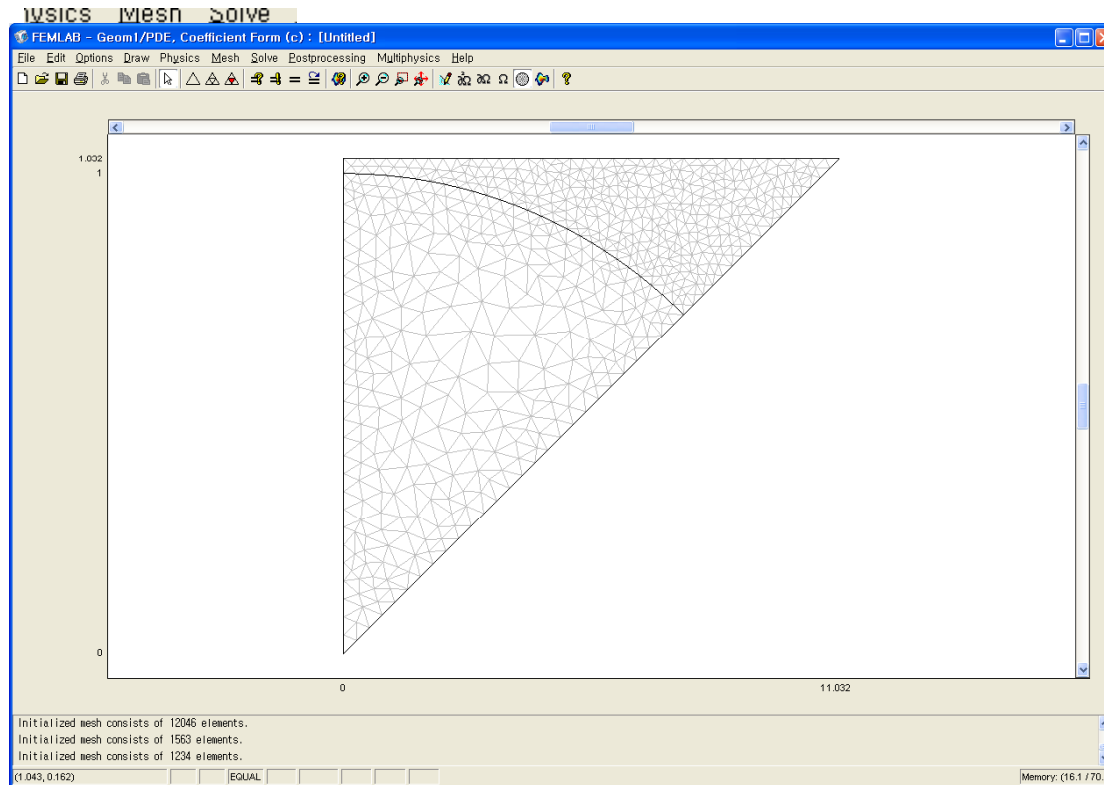 ysics Mesh Solve
FEMLAB - Geom1/PDE, Coefficient Form (c) : [Untitled]
File Edit Options Draw Physics Mesh Solve Postprocessing Multiphysics Help
1.032
1
0
0 11.032
Initialized mesh consists of 12046 elements.
Initialized mesh consists of 1563 elements.
Initialized mesh consists of 1234 elements.
(1.043, 0.162) EQUAL Memory: (16.1 / 70.